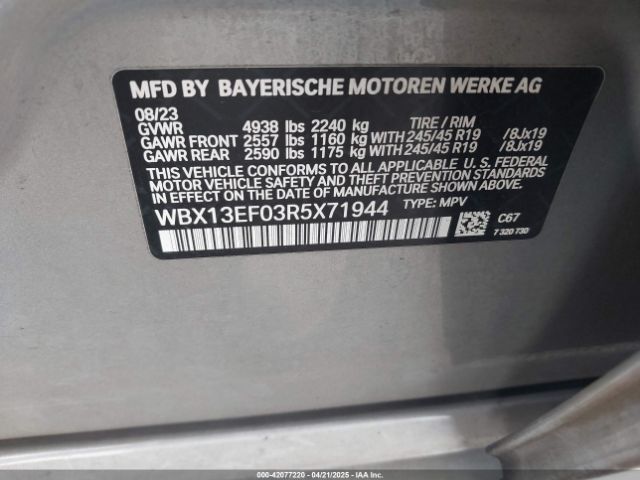 MFD BY BAYERISCHE MOTOREN WERKE AG
08/23
GVWR 4938 lbs 2240 kg TIRE / RIM
GAWR FRONT 2557 lbs 1160 kg WITH 245/45 R19 /8Jx19
GAWR REAR 2590 lbs 1175 kg WITH 245/45 R19 /8Jx19
THIS VEHICLE CONFORMS TO ALL APPLICABLE U. S. FEDERAL
MOTOR VEHICLE SAFETY, BUMPER, AND THEFT PREVENTION
STANDARDS IN EFFECT ON THE DATE OF MANUFACTURE SHOWN ABOVE.
WBX13EF03R5X71944 TYPE: MPV
C67
7 320 730
000-42077220 - 04/21/2025 - IAAI.COM